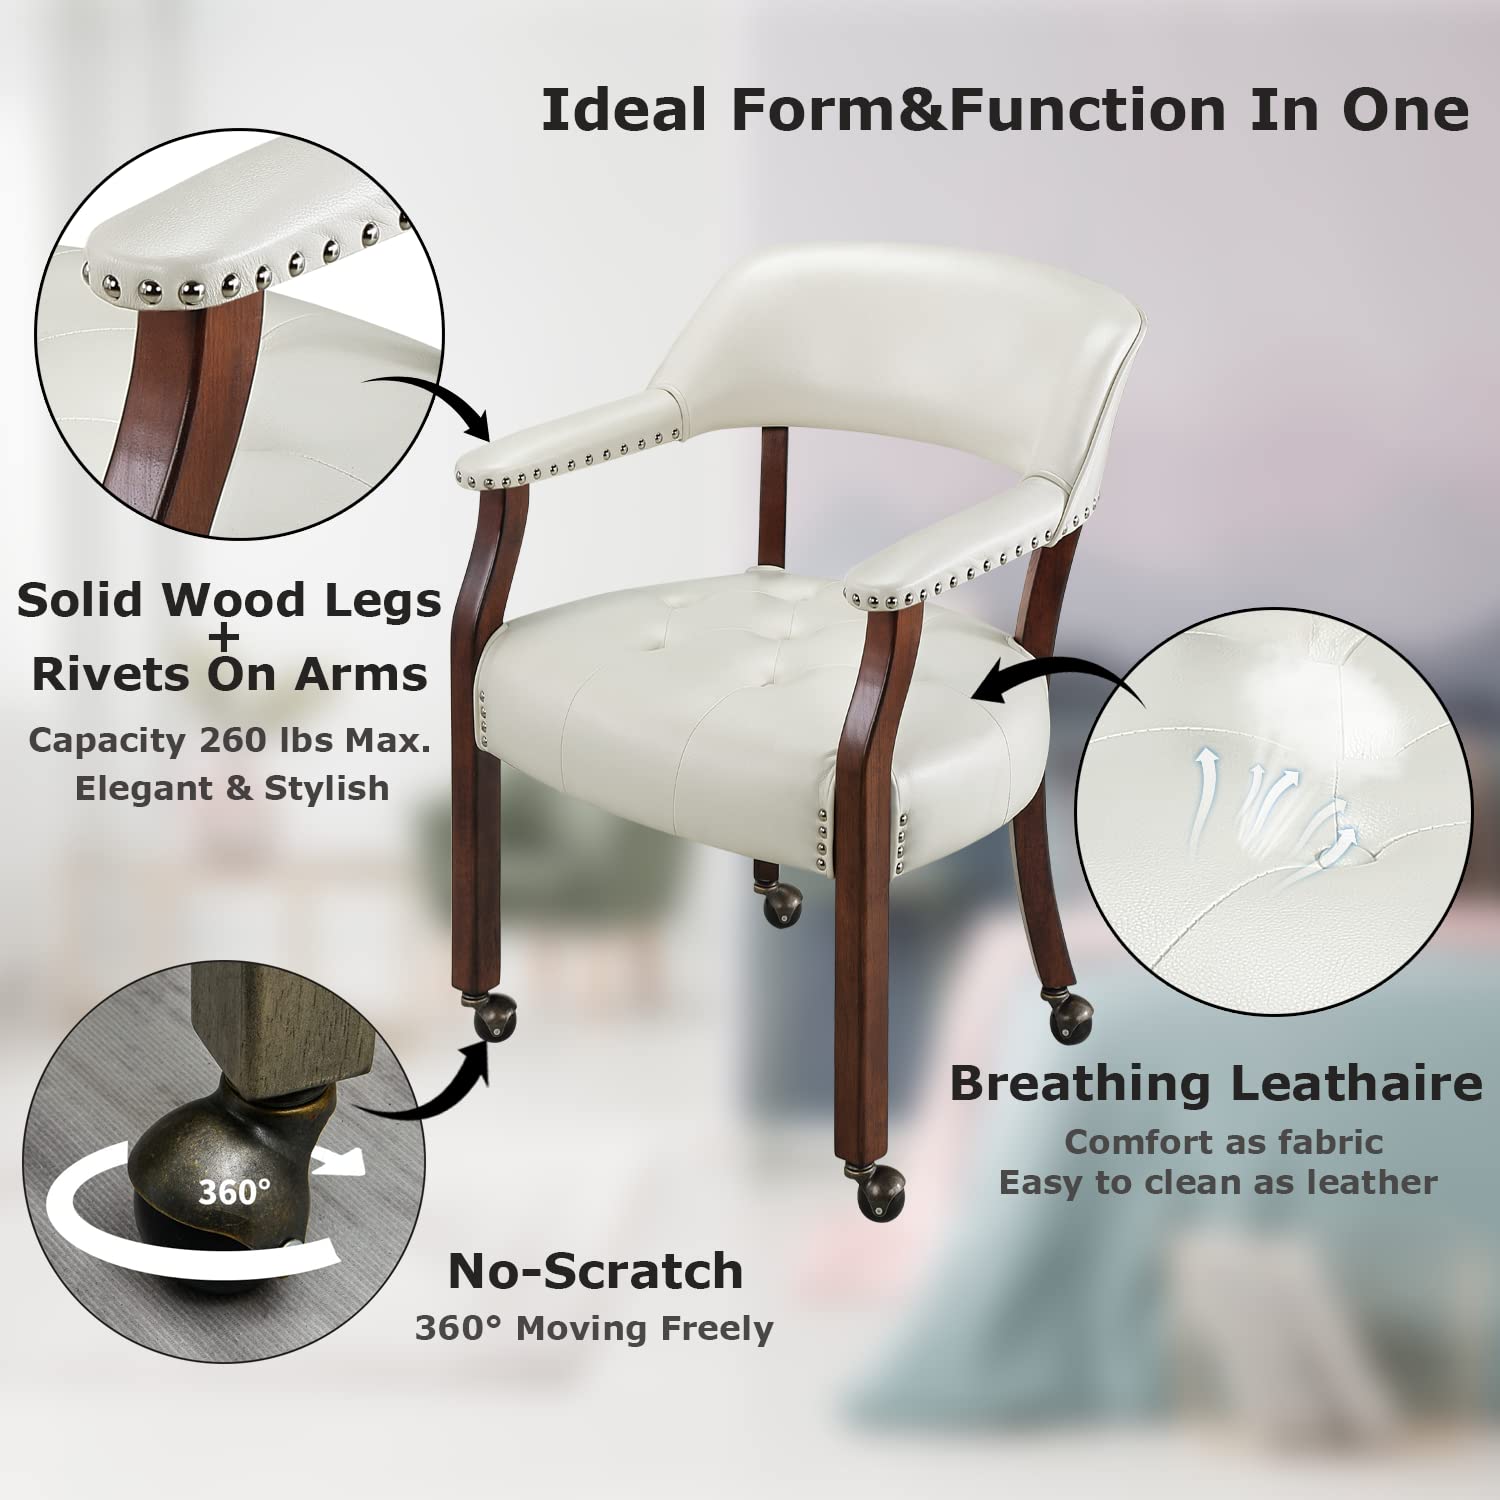 Ideal Form&Function In One
Solid Wood Legs
+
Rivets On Arms
Capacity 260 lbs Max.
Elegant & Stylish
Breathing Leathaire
Comfort as fabric
Easy to clean as leather
360°
No-Scratch
360° Moving Freely